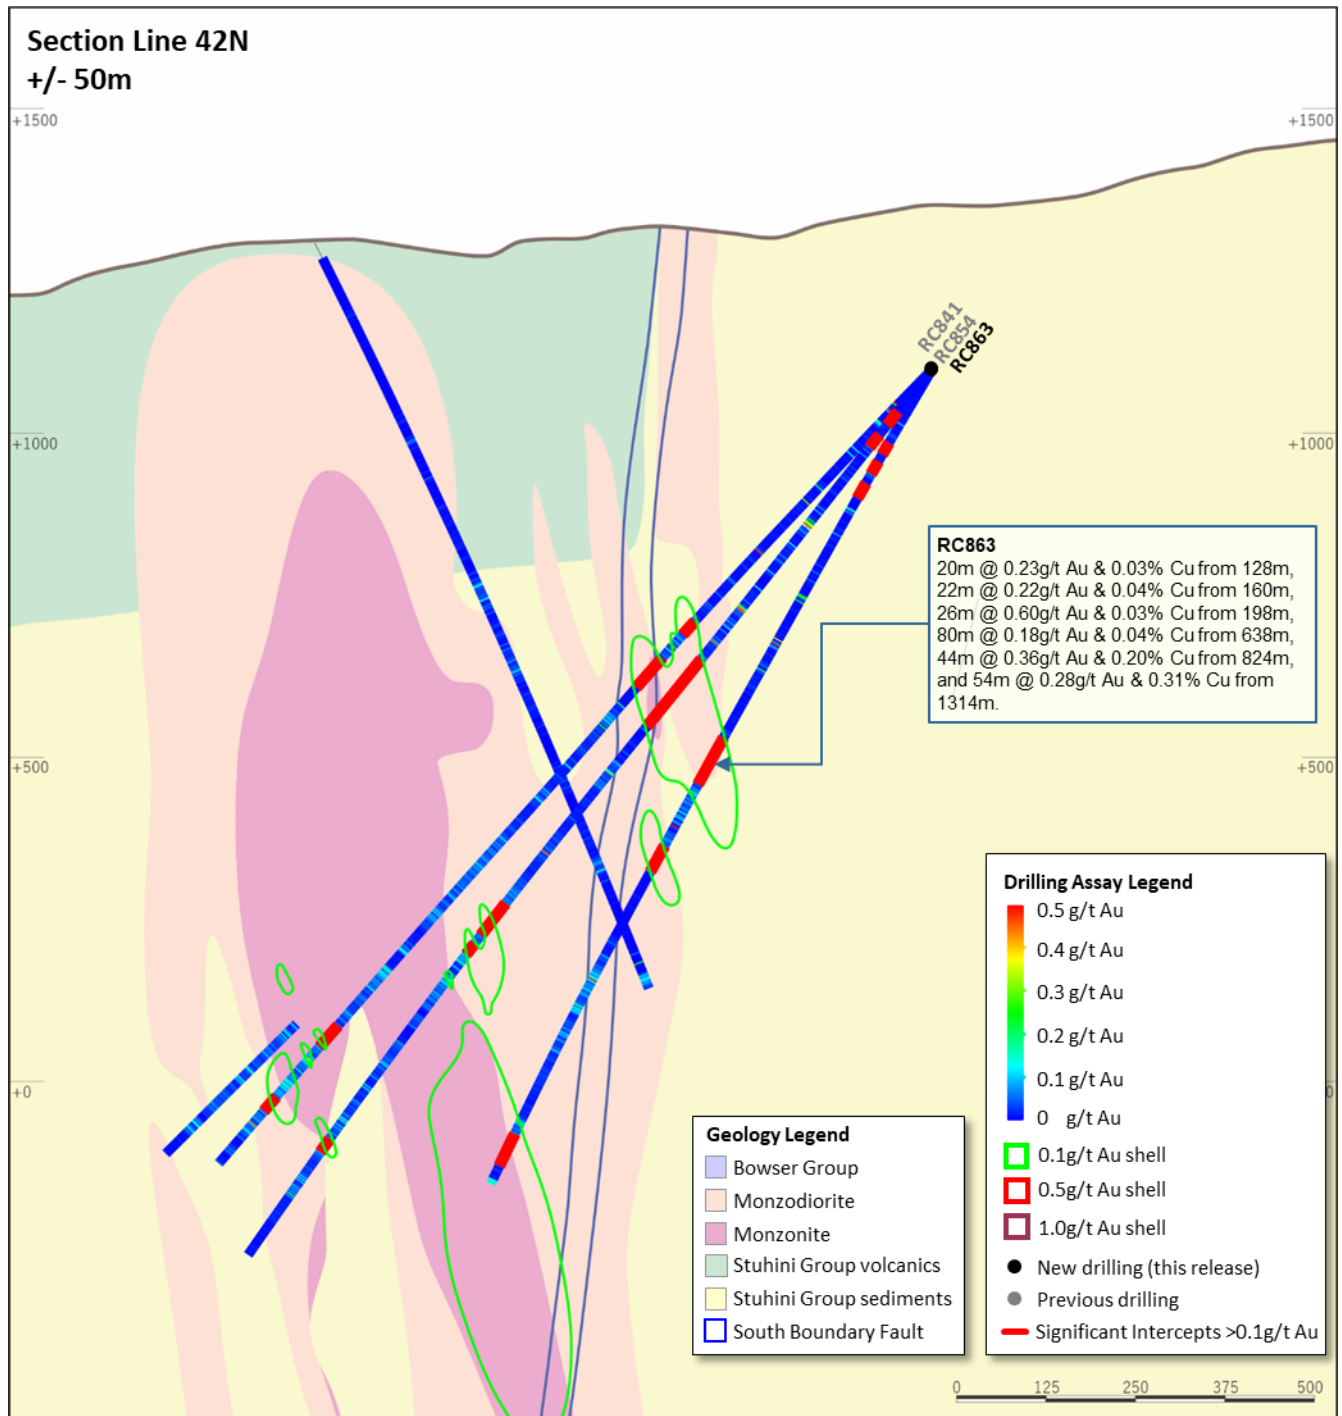 Section Line 42N
+/- 50m
+1500
+1500
RC841
RC854
RC863
+1000
+1000
RC863
20m @ 0.23g/t Au & 0.03% Cu from 128m,
22m @ 0.22g/t Au & 0.04% Cu from 160m,
26m @ 0.60g/t Au & 0.03% Cu from 198m,
80m @ 0.18g/t Au & 0.04% Cu from 638m,
44m @ 0.36g/t Au & 0.20% Cu from 824m,
and 54m @ 0.28g/t Au & 0.31% Cu from
1314m.
+500
+500
Drilling Assay Legend
0.5 g/t Au
0.4 g/t Au
0.3 g/t Au
0.2 g/t Au
0.1 g/t Au
0 g/t Au
0.1g/t Au shell
0.5g/t Au shell
1.0g/t Au shell
New drilling (this release)
Previous drilling
Significant Intercepts >0.1g/t Au
+0
0
Geology Legend
Bowser Group
Monzodiorite
Monzonite
Stuhini Group volcanics
Stuhini Group sediments
South Boundary Fault
0 125 250 375 500